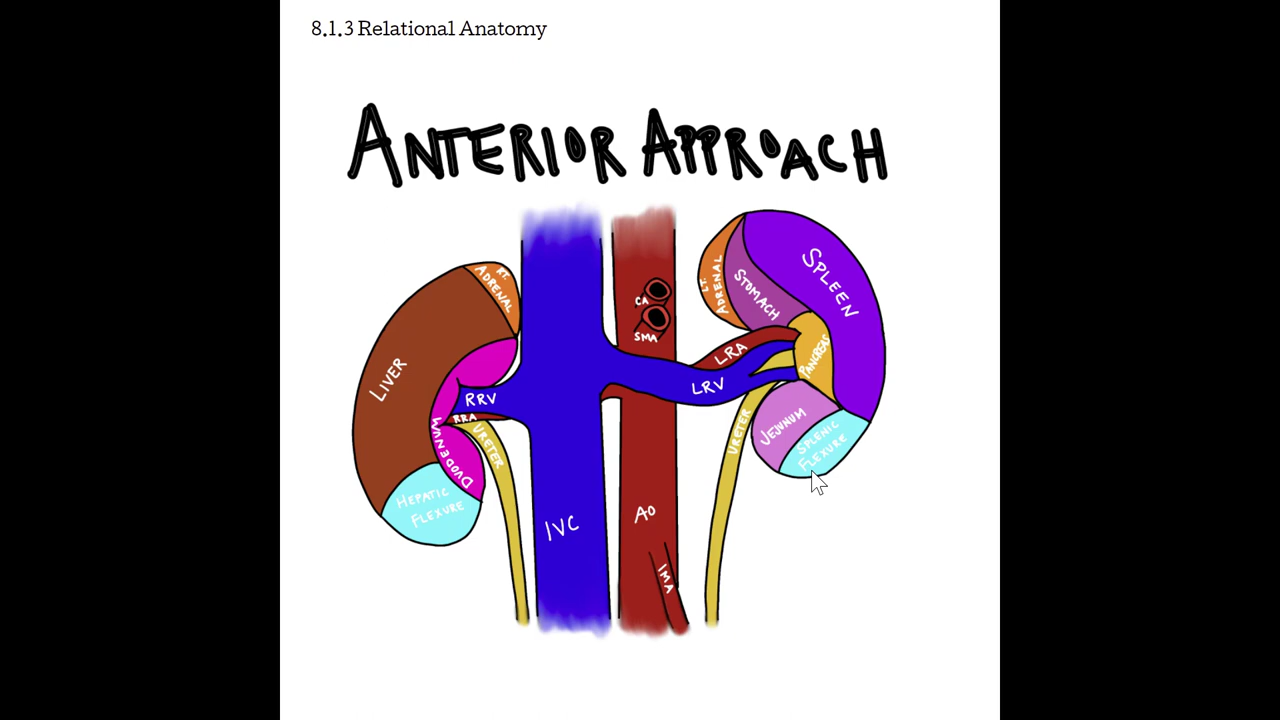 8.1.3 Relational Anatomy
ANTERIOR APPROACH
RT.
ADRENAL
LIVER
RRV
RRA
DUODENUM
URETER
HEPATIC
FLEXURE
IVC
CA
SMA
AO
IMA
LT.
ADRENAL
STOMACH
SPLEEN
PANCREAS
LRA
LRV
URETER
JEJUNUM
SPLENIC
FLEXURE